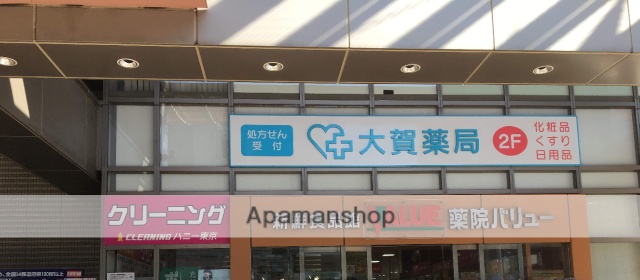 処方せん
受付
大賀薬局
2F
化粧品
くすり
日用品
クリーニング
CLEANING ハニー東京
新鮮食品館 VALUE 薬院バリュー
Apamanshop